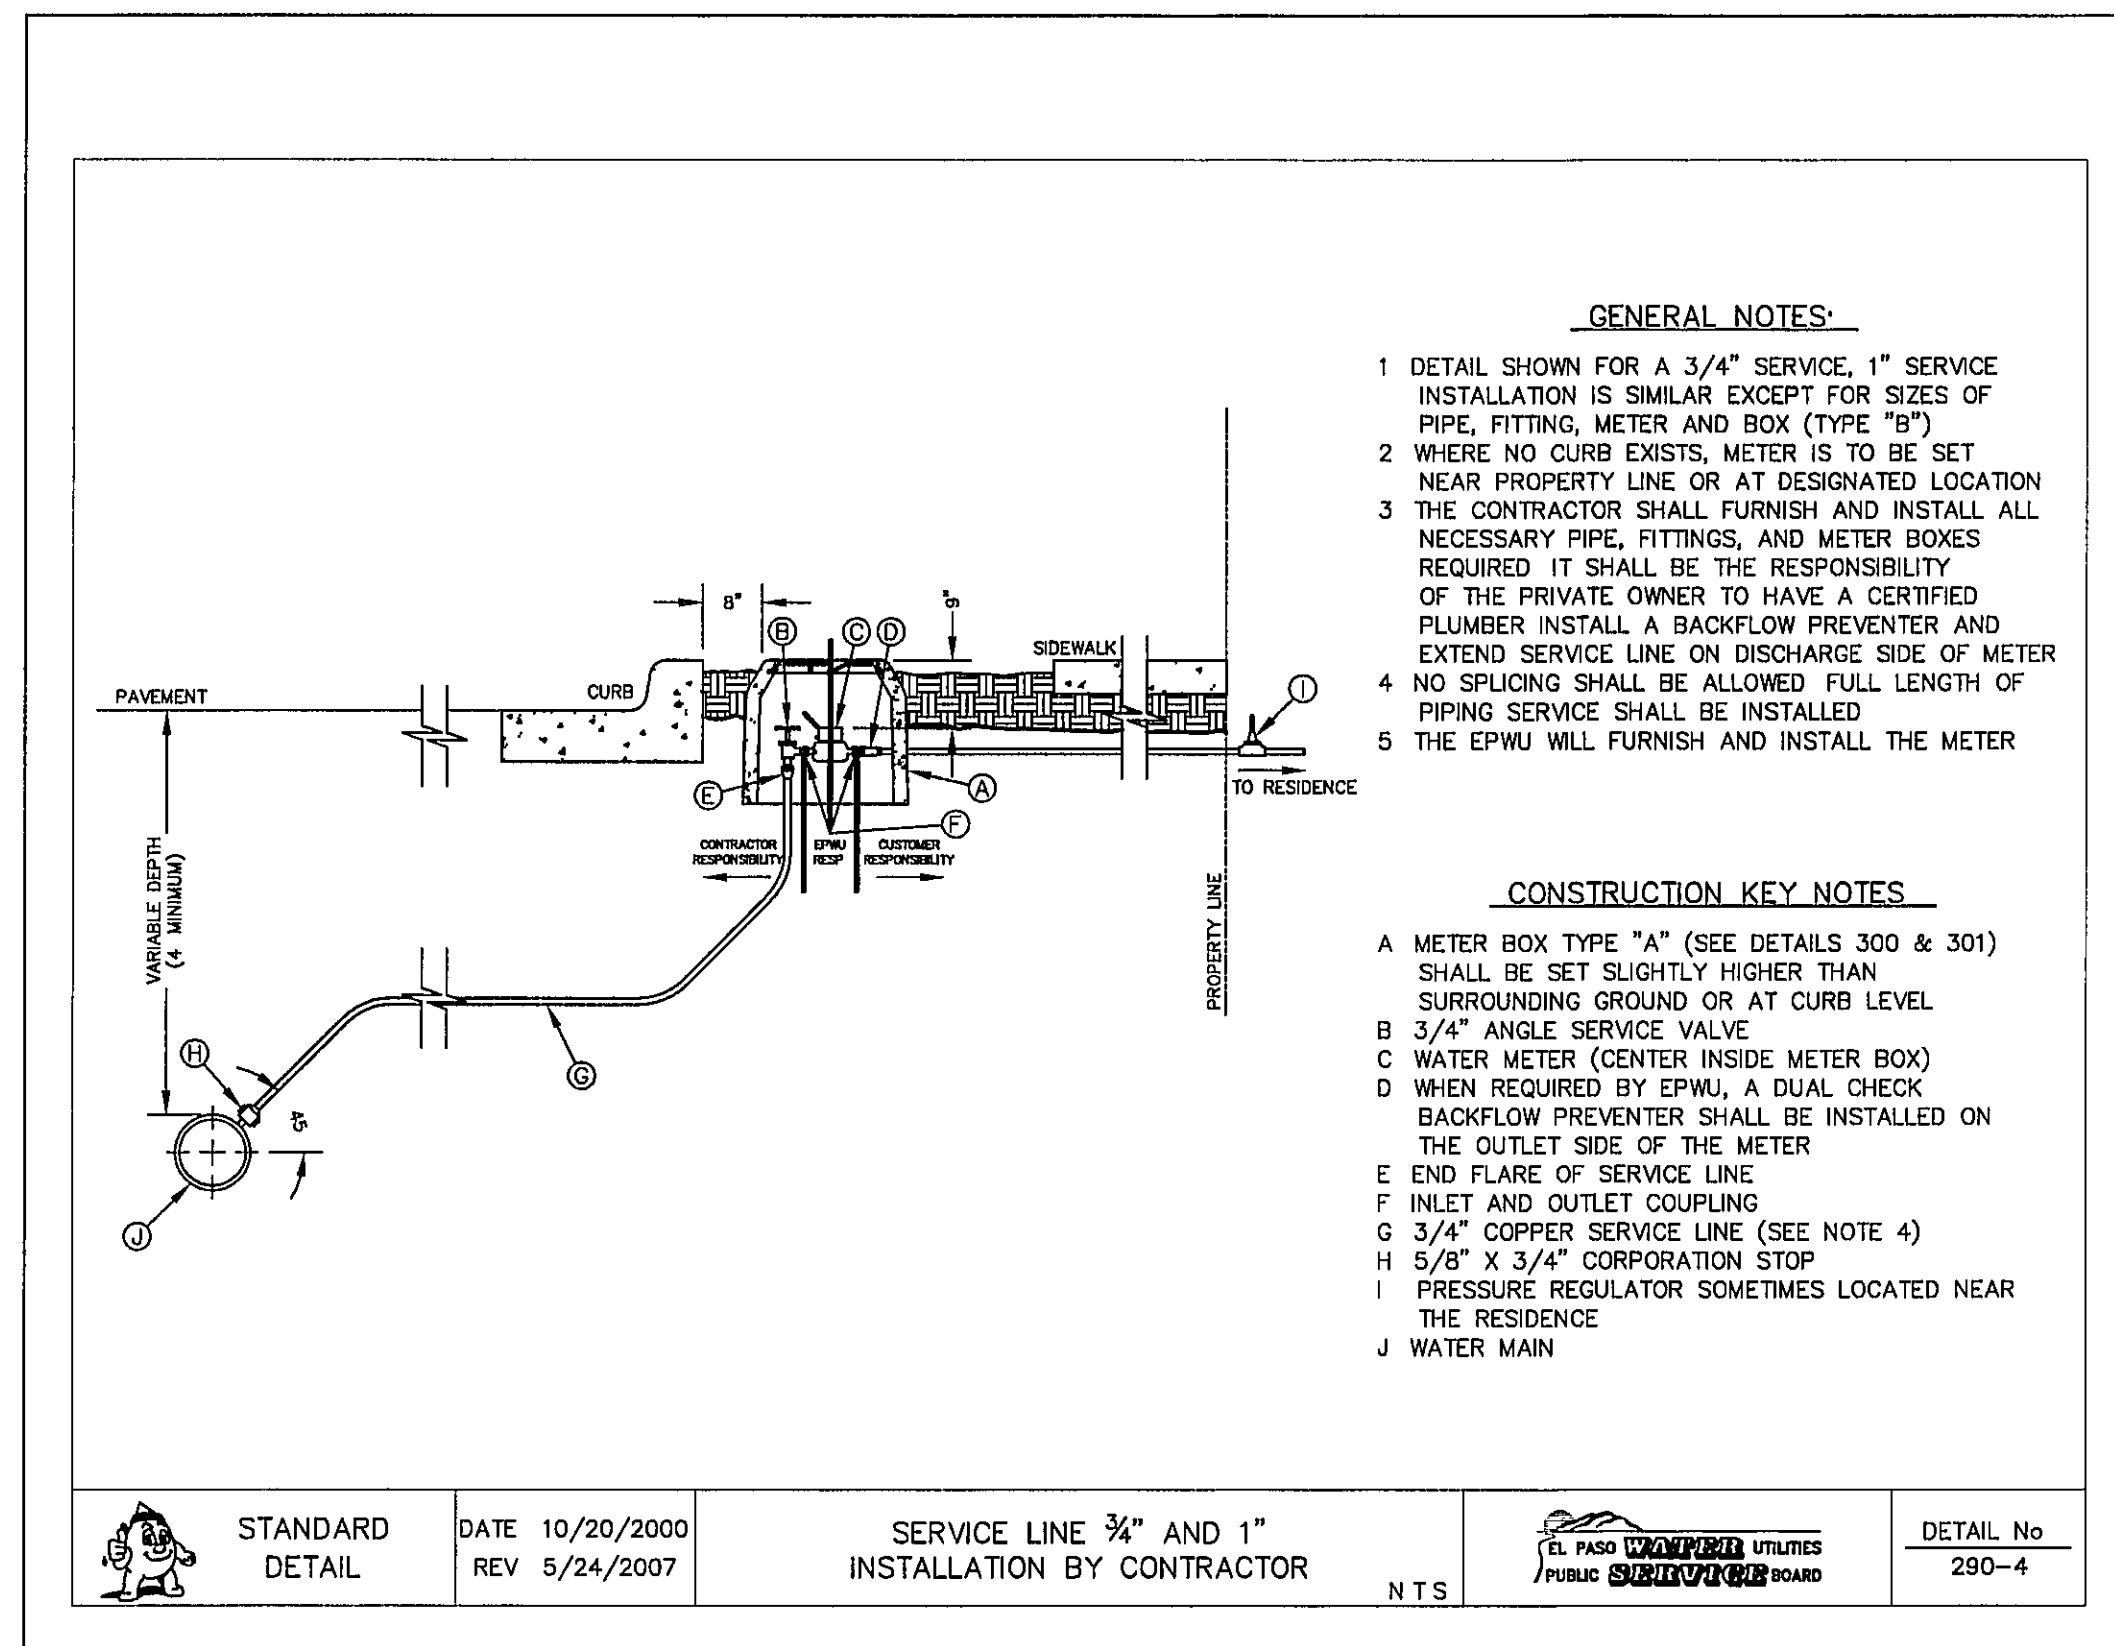 GENERAL NOTES:
1 DETAIL SHOWN FOR A 3/4" SERVICE, 1" SERVICE
INSTALLATION IS SIMILAR EXCEPT FOR SIZES OF
PIPE, FITTING, METER AND BOX (TYPE "B")
2 WHERE NO CURB EXISTS, METER IS TO BE SET
NEAR PROPERTY LINE OR AT DESIGNATED LOCATION
3 THE CONTRACTOR SHALL FURNISH AND INSTALL ALL
NECESSARY PIPE, FITTINGS, AND METER BOXES
REQUIRED IT SHALL BE THE RESPONSIBILITY
OF THE PRIVATE OWNER TO HAVE A CERTIFIED
PLUMBER INSTALL A BACKFLOW PREVENTER AND
EXTEND SERVICE LINE ON DISCHARGE SIDE OF METER
4 NO SPLICING SHALL BE ALLOWED FULL LENGTH OF
PIPING SERVICE SHALL BE INSTALLED
5 THE EPWU WILL FURNISH AND INSTALL THE METER
8"
9"
B
C
D
SIDEWALK
PAVEMENT
CURB
I
E
A
TO RESIDENCE
F
CONTRACTOR
RESPONSIBILITY
EPWU
RESP
CUSTOMER
RESPONSIBILITY
VARIABLE DEPTH
(4 MINIMUM)
PROPERTY LINE
H
G
45
J
CONSTRUCTION KEY NOTES
A METER BOX TYPE "A" (SEE DETAILS 300 & 301)
SHALL BE SET SLIGHTLY HIGHER THAN
SURROUNDING GROUND OR AT CURB LEVEL
B 3/4" ANGLE SERVICE VALVE
C WATER METER (CENTER INSIDE METER BOX)
D WHEN REQUIRED BY EPWU, A DUAL CHECK
BACKFLOW PREVENTER SHALL BE INSTALLED ON
THE OUTLET SIDE OF THE METER
E END FLARE OF SERVICE LINE
F INLET AND OUTLET COUPLING
G 3/4" COPPER SERVICE LINE (SEE NOTE 4)
H 5/8" X 3/4" CORPORATION STOP
I PRESSURE REGULATOR SOMETIMES LOCATED NEAR
THE RESIDENCE
J WATER MAIN
STANDARD
DETAIL
DATE 10/20/2000
REV 5/24/2007
SERVICE LINE ¾" AND 1"
INSTALLATION BY CONTRACTOR
NTS
EL PASO WATER UTILITIES
PUBLIC SERVICE BOARD
DETAIL No
290-4